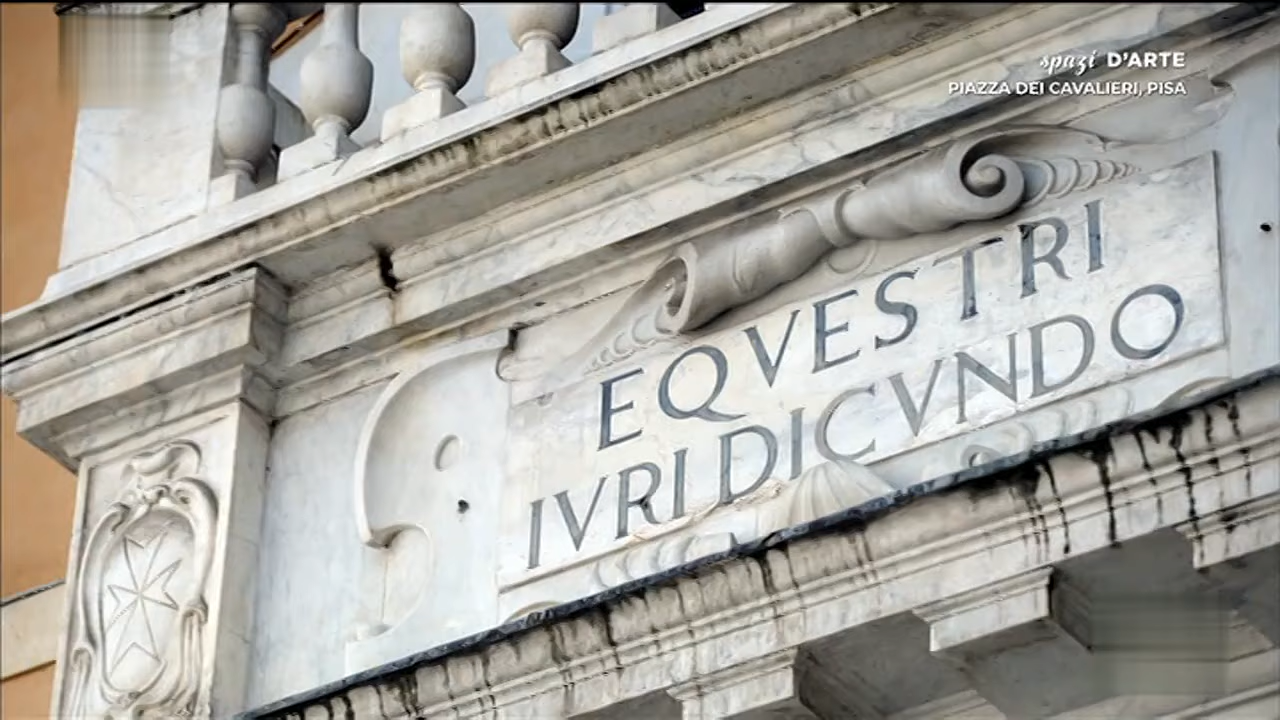 spazi D'ARTE
PIAZZA DEI CAVALIERI, PISA
EQVESTRI
IVRI DICVNDO